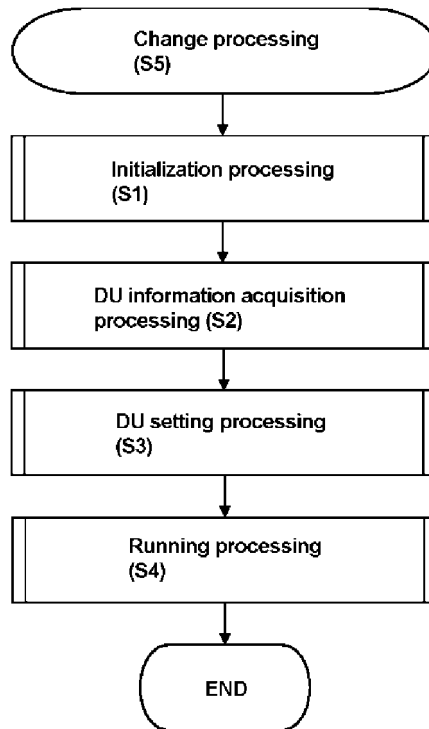 Change processing
(S5)
Initialization processing
(S1)
DU information acquisition
processing (S2)
DU setting processing
(S3)
Running processing
(S4)
END